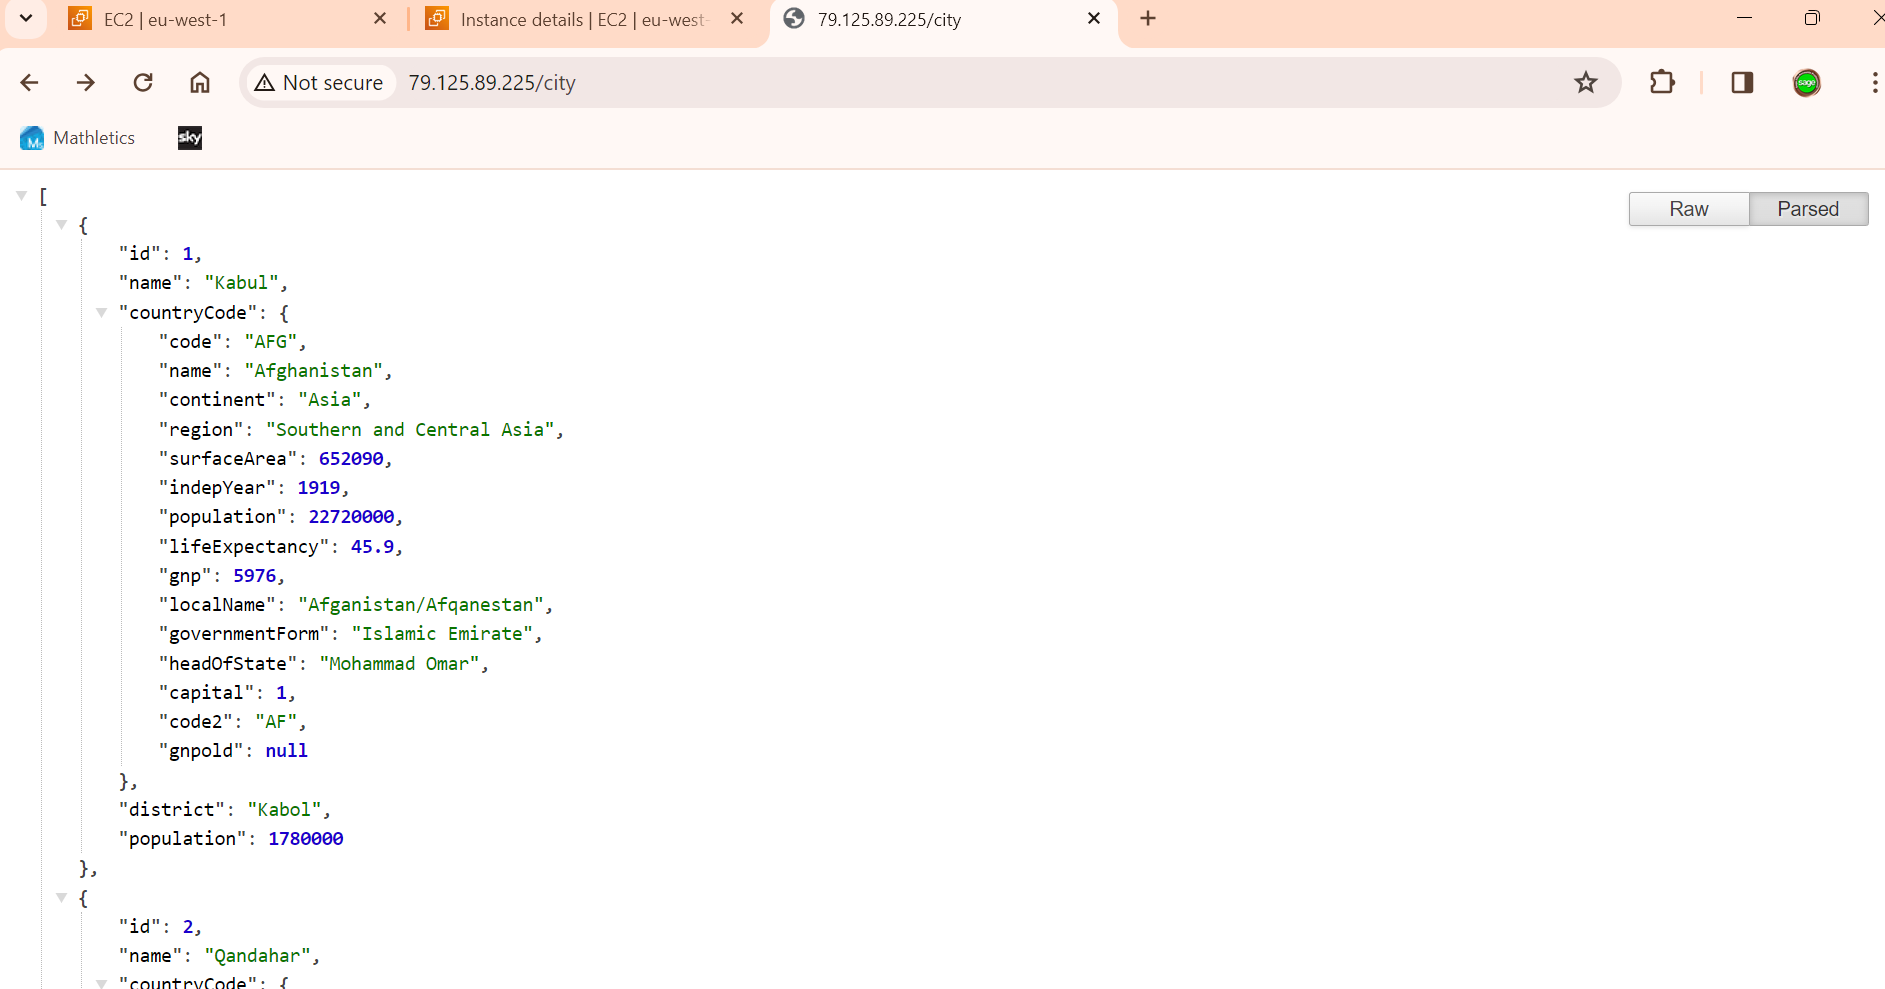 EC2 | eu-west-1
Instance details | EC2 | eu-west-
79.125.89.225/city
Not secure
79.125.89.225/city
sage
Mathletics
sky
Raw
Parsed
[
{
"id": 1,
"name": "Kabul",
"countryCode": {
"code": "AFG",
"name": "Afghanistan",
"continent": "Asia",
"region": "Southern and Central Asia",
"surfaceArea": 652090,
"indepYear": 1919,
"population": 22720000,
"lifeExpectancy": 45.9,
"gnp": 5976,
"localName": "Afganistan/Afqanestan",
"governmentForm": "Islamic Emirate",
"headOfState": "Mohammad Omar",
"capital": 1,
"code2": "AF",
"gnpold": null
},
"district": "Kabol",
"population": 1780000
},
{
"id": 2,
"name": "Qandahar",
"countryCode": {